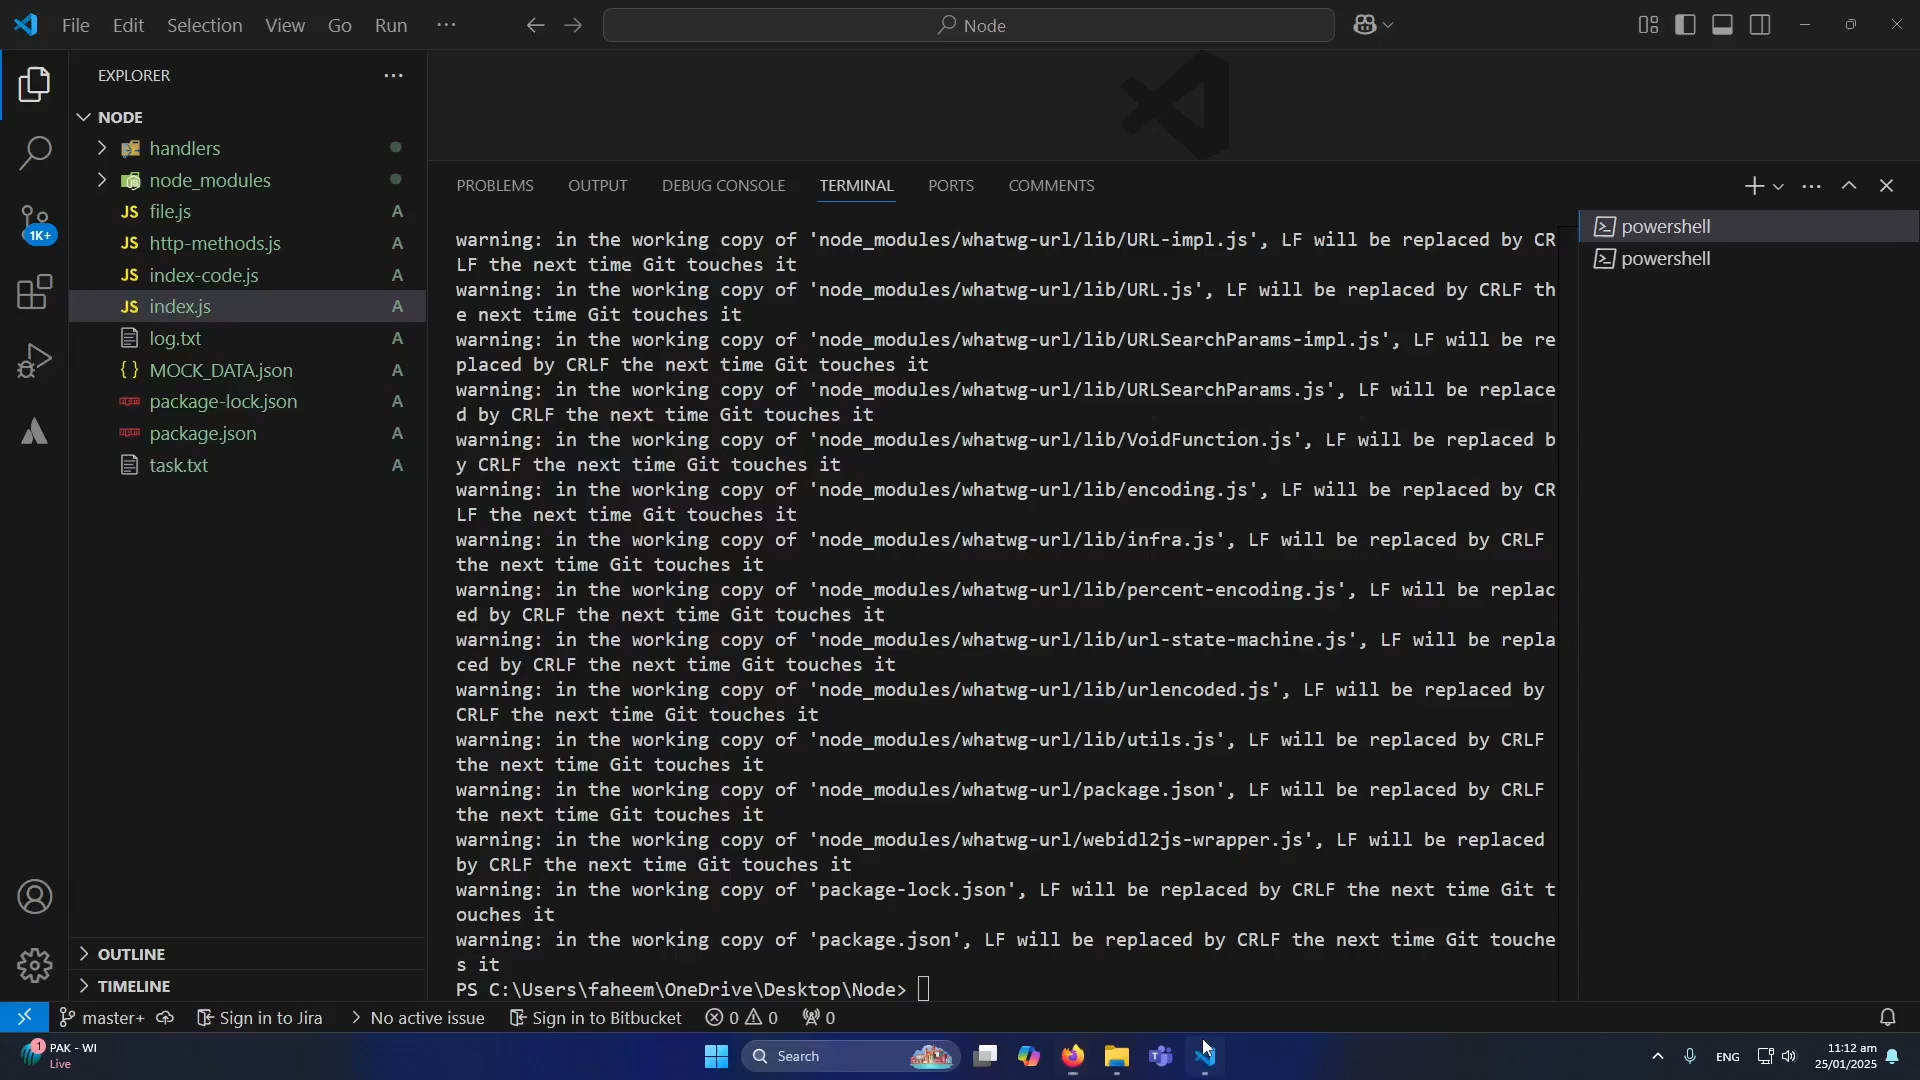 File Edit Selection View Go Run ···
Node
EXPLORER ···
NODE
handlers
node_modules
JS file.js A
JS http-methods.js A
1K+
JS index-code.js A
JS index.js A
log.txt A
{ } MOCK_DATA.json A
package-lock.json A
package.json A
task.txt A
OUTLINE
TIMELINE
PROBLEMS OUTPUT DEBUG CONSOLE TERMINAL PORTS COMMENTS
powershell
powershell
warning: in the working copy of 'node_modules/whatwg-url/lib/URL-impl.js', LF will be replaced by CR
LF the next time Git touches it
warning: in the working copy of 'node_modules/whatwg-url/lib/URL.js', LF will be replaced by CRLF th
e next time Git touches it
warning: in the working copy of 'node_modules/whatwg-url/lib/URLSearchParams-impl.js', LF will be re
placed by CRLF the next time Git touches it
warning: in the working copy of 'node_modules/whatwg-url/lib/URLSearchParams.js', LF will be replace
d by CRLF the next time Git touches it
warning: in the working copy of 'node_modules/whatwg-url/lib/VoidFunction.js', LF will be replaced b
y CRLF the next time Git touches it
warning: in the working copy of 'node_modules/whatwg-url/lib/encoding.js', LF will be replaced by CR
LF the next time Git touches it
warning: in the working copy of 'node_modules/whatwg-url/lib/infra.js', LF will be replaced by CRLF
the next time Git touches it
warning: in the working copy of 'node_modules/whatwg-url/lib/percent-encoding.js', LF will be replac
ed by CRLF the next time Git touches it
warning: in the working copy of 'node_modules/whatwg-url/lib/url-state-machine.js', LF will be repla
ced by CRLF the next time Git touches it
warning: in the working copy of 'node_modules/whatwg-url/lib/urlencoded.js', LF will be replaced by
CRLF the next time Git touches it
warning: in the working copy of 'node_modules/whatwg-url/lib/utils.js', LF will be replaced by CRLF
the next time Git touches it
warning: in the working copy of 'node_modules/whatwg-url/package.json', LF will be replaced by CRLF
the next time Git touches it
warning: in the working copy of 'node_modules/whatwg-url/webidl2js-wrapper.js', LF will be replaced
by CRLF the next time Git touches it
warning: in the working copy of 'package-lock.json', LF will be replaced by CRLF the next time Git t
ouches it
warning: in the working copy of 'package.json', LF will be replaced by CRLF the next time Git touche
s it
PS C:\Users\faheem\OneDrive\Desktop\Node>
master+ Sign in to Jira No active issue Sign in to Bitbucket 0 0 0
1 PAK - WI
Live
Search
ENG
11:12 am
25/01/2025